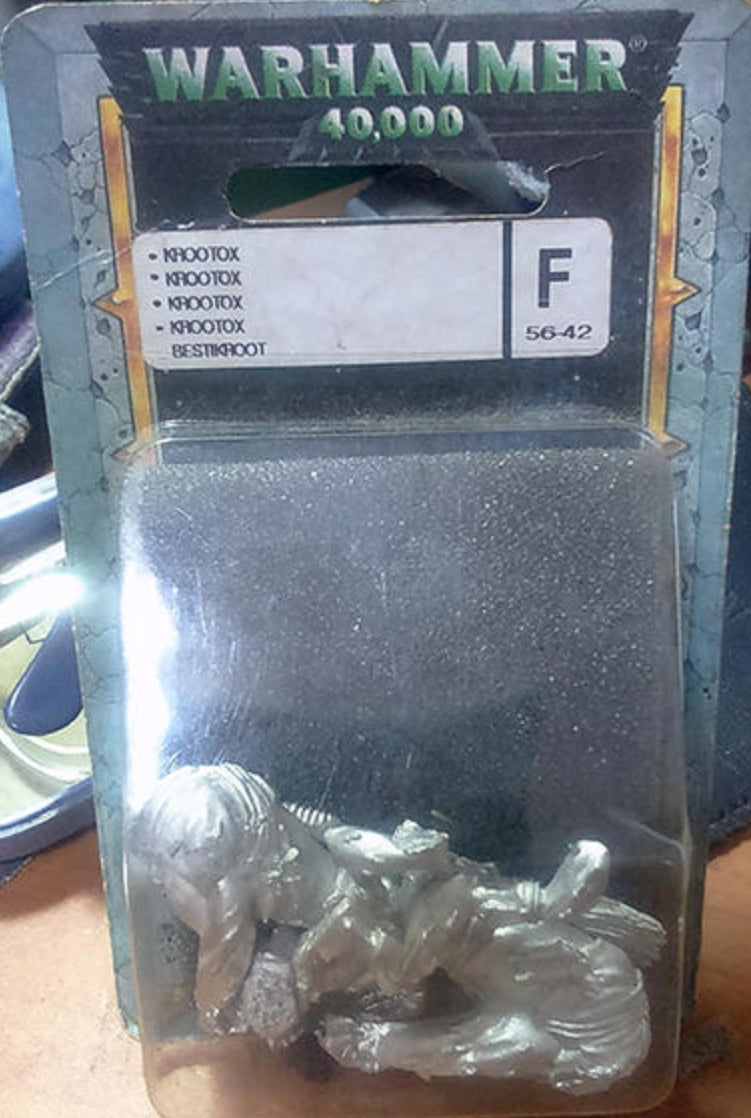 WARHAMMER®
40,000
• KROOTOX
• KROOTOX
• KROOTOX
- KROOTOX
BESTIKROOT
F
56-42